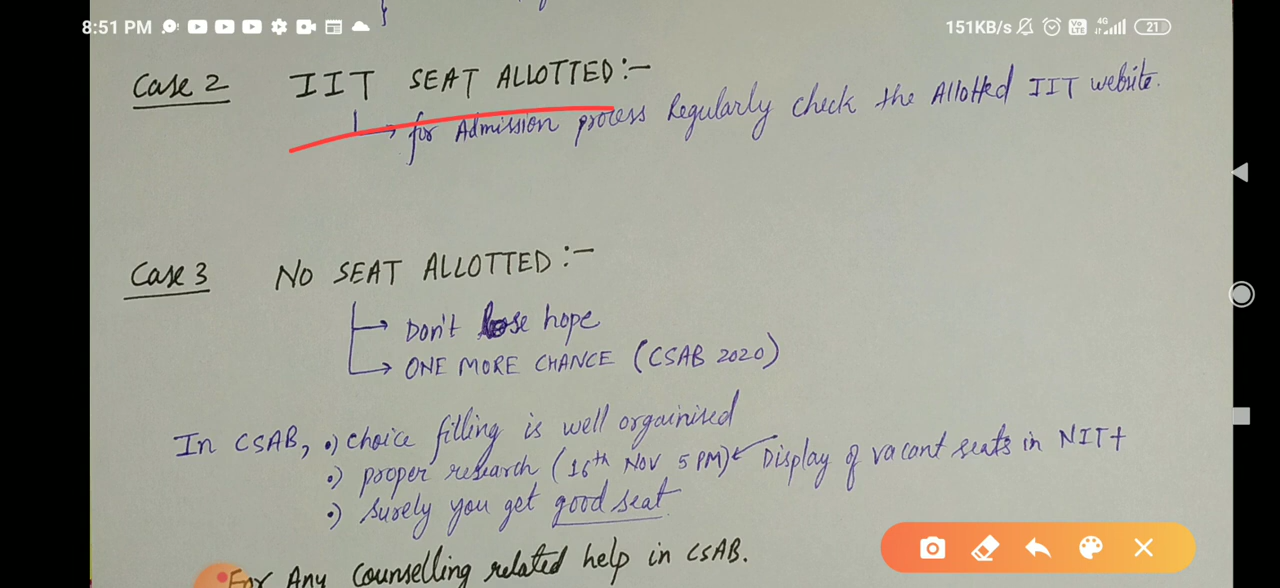 8:51 PM
151KB/s
4G
21
Case 2 IIT SEAT ALLOTTED:-
for Admission process Regularly check the Allotted IIT website.
Case 3 NO SEAT ALLOTTED:-
Don't lose hope
ONE MORE CHANCE (CSAB 2020)
In CSAB, •) choice filling is well orgainised
•) proper research (16th Nov 5 PM) Display of vacant seats in NIT+
•) Surely you get good seat
For Any Counselling related help in CSAB.